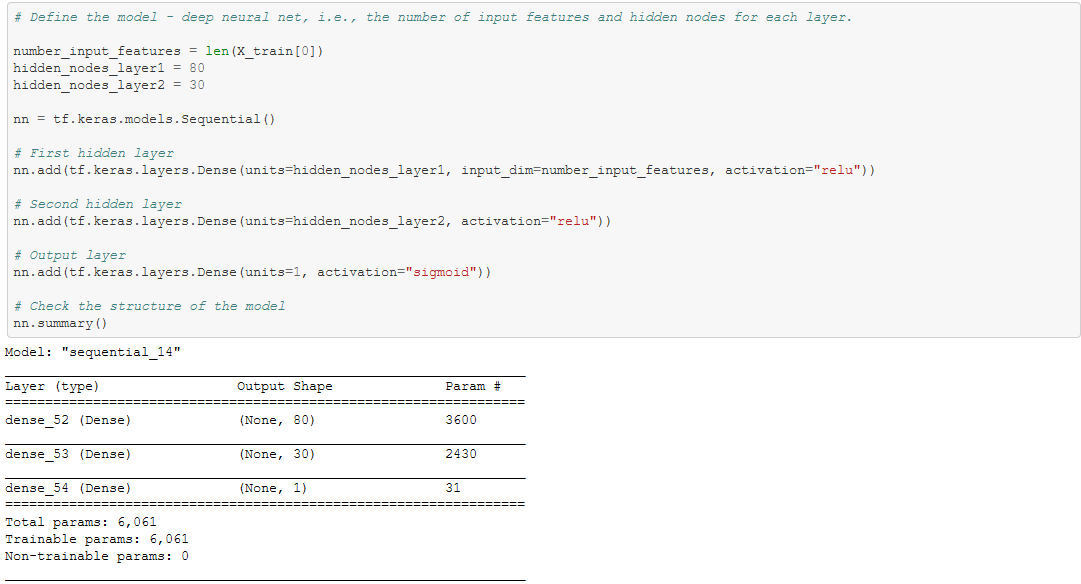 # Define the model - deep neural net, i.e., the number of input features and hidden nodes for each layer.
number_input_features = len(X_train[0])
hidden_nodes_layer1 = 80
hidden_nodes_layer2 = 30
nn = tf.keras.models.Sequential()
# First hidden layer
nn.add(tf.keras.layers.Dense(units=hidden_nodes_layer1, input_dim=number_input_features, activation="relu"))
# Second hidden layer
nn.add(tf.keras.layers.Dense(units=hidden_nodes_layer2, activation="relu"))
# Output layer
nn.add(tf.keras.layers.Dense(units=1, activation="sigmoid"))
# Check the structure of the model
nn.summary()
Model: "sequential_14"
Layer (type) Output Shape Param #
dense_52 (Dense) (None, 80) 3600
dense_53 (Dense) (None, 30) 2430
dense_54 (Dense) (None, 1) 31
Total params: 6,061
Trainable params: 6,061
Non-trainable params: 0